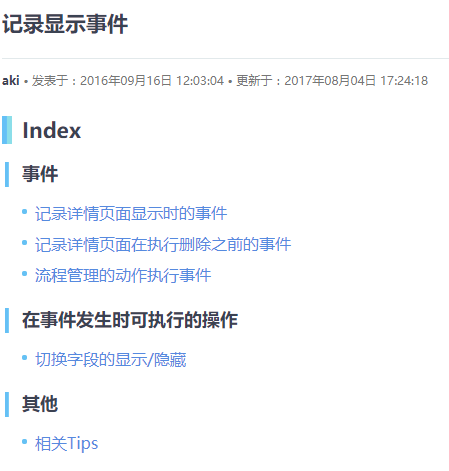 记录显示事件
aki • 发表于：2016年09月16日 12:03:04 • 更新于：2017年08月04日 17:24:18
Index
事件
记录详情页面显示时的事件
记录详情页面在执行删除之前的事件
流程管理的动作执行事件
在事件发生时可执行的操作
切换字段的显示/隐藏
其他
相关Tips